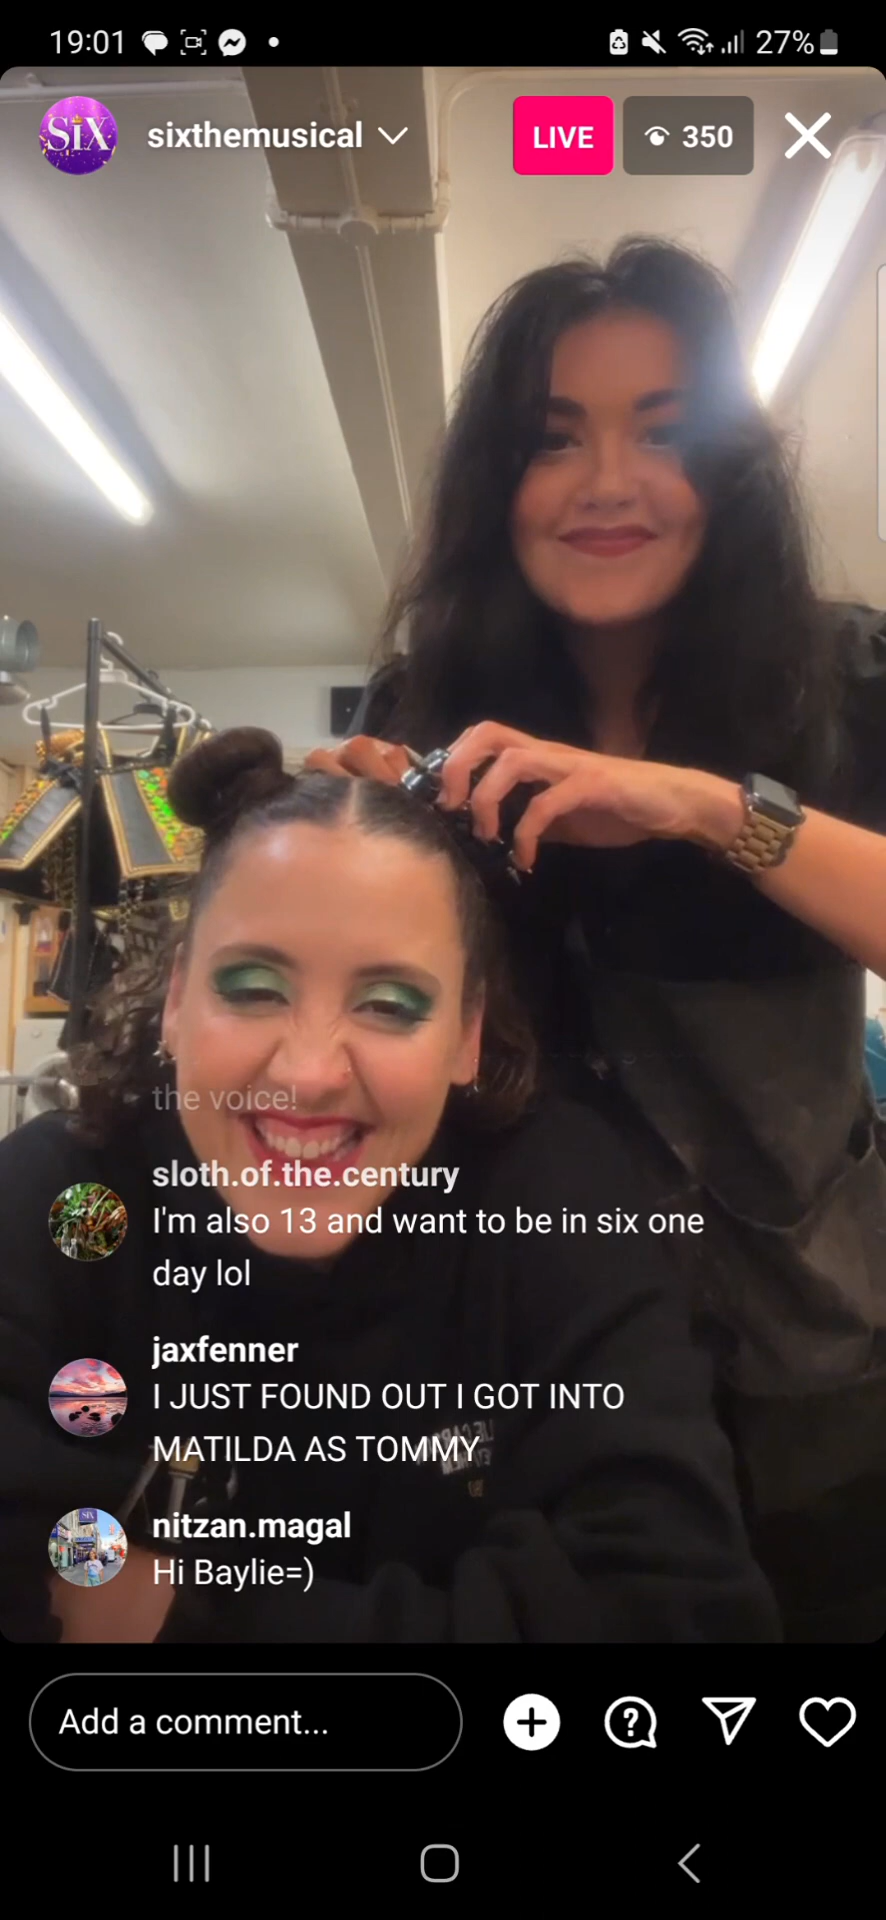 19:01
27%
SIX
sixthemusical
LIVE
350
the voice!
sloth.of.the.century
I'm also 13 and want to be in six one
day lol
jaxfenner
I JUST FOUND OUT I GOT INTO
MATILDA AS TOMMY
nitzan.magal
Hi Baylie=)
Add a comment...